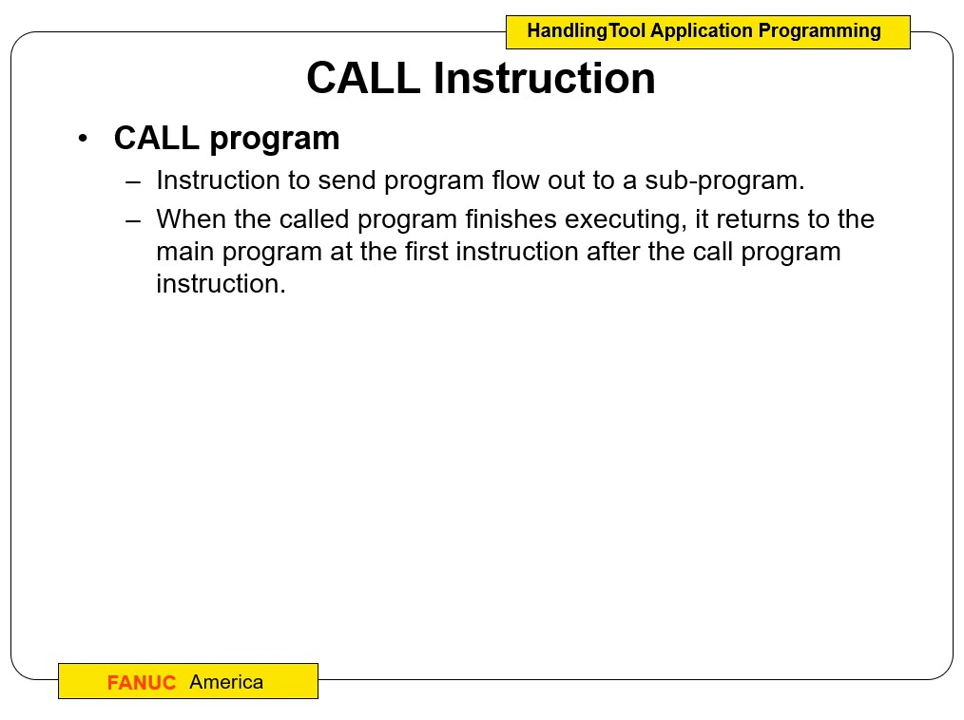 HandlingTool Application Programming
CALL Instruction
• CALL program
– Instruction to send program flow out to a sub-program.
– When the called program finishes executing, it returns to the
main program at the first instruction after the call program
instruction.
FANUC America